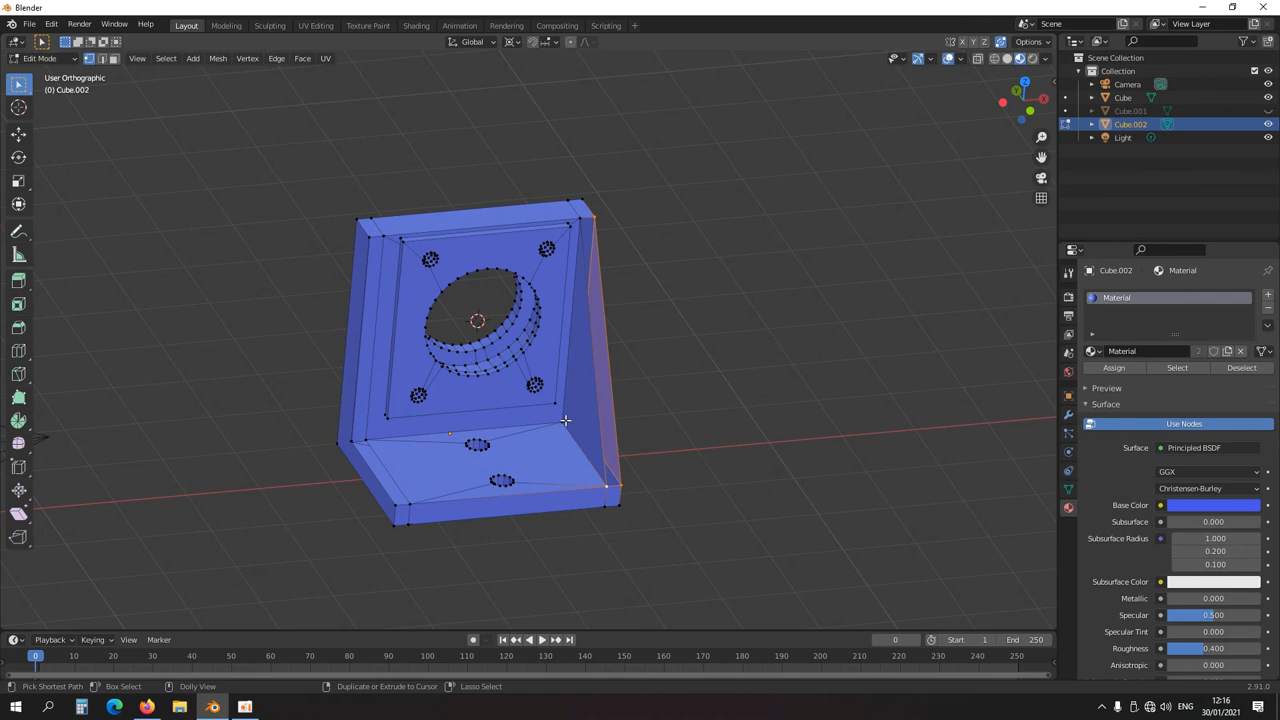 Blender
File Edit Render Window Help Layout Modeling Sculpting UV Editing Texture Paint Shading Animation Rendering Compositing Scripting + Scene View Layer
Global X Y Z Options
Edit Mode View Select Add Mesh Vertex Edge Face UV
User Orthographic
(0) Cube.002
Scene Collection
Collection
Camera
Cube
Cube.001
Cube.002
Light
Z
Y
X
Cube.002 Material
Material
Material 2
Assign Select Deselect
Preview
Surface
Use Nodes
Surface Principled BSDF
GGX
Christensen-Burley
Base Color
Subsurface 0.000
Subsurface Radius 1.000
0.200
0.100
Subsurface Color
Metallic 0.000
Specular 0.500
Specular Tint 0.000
Roughness 0.400
Anisotropic 0.000
Playback Keying View Marker 0 Start 1 End 250
0 10 20 30 40 50 60 70 80 90 100 110 120 130 140 150 160 170 180 190 200 210 220 230 240 250
Pick Shortest Path Box Select Dolly View Duplicate or Extrude to Cursor Lasso Select 2.91.0
ENG 12:16
30/01/2021